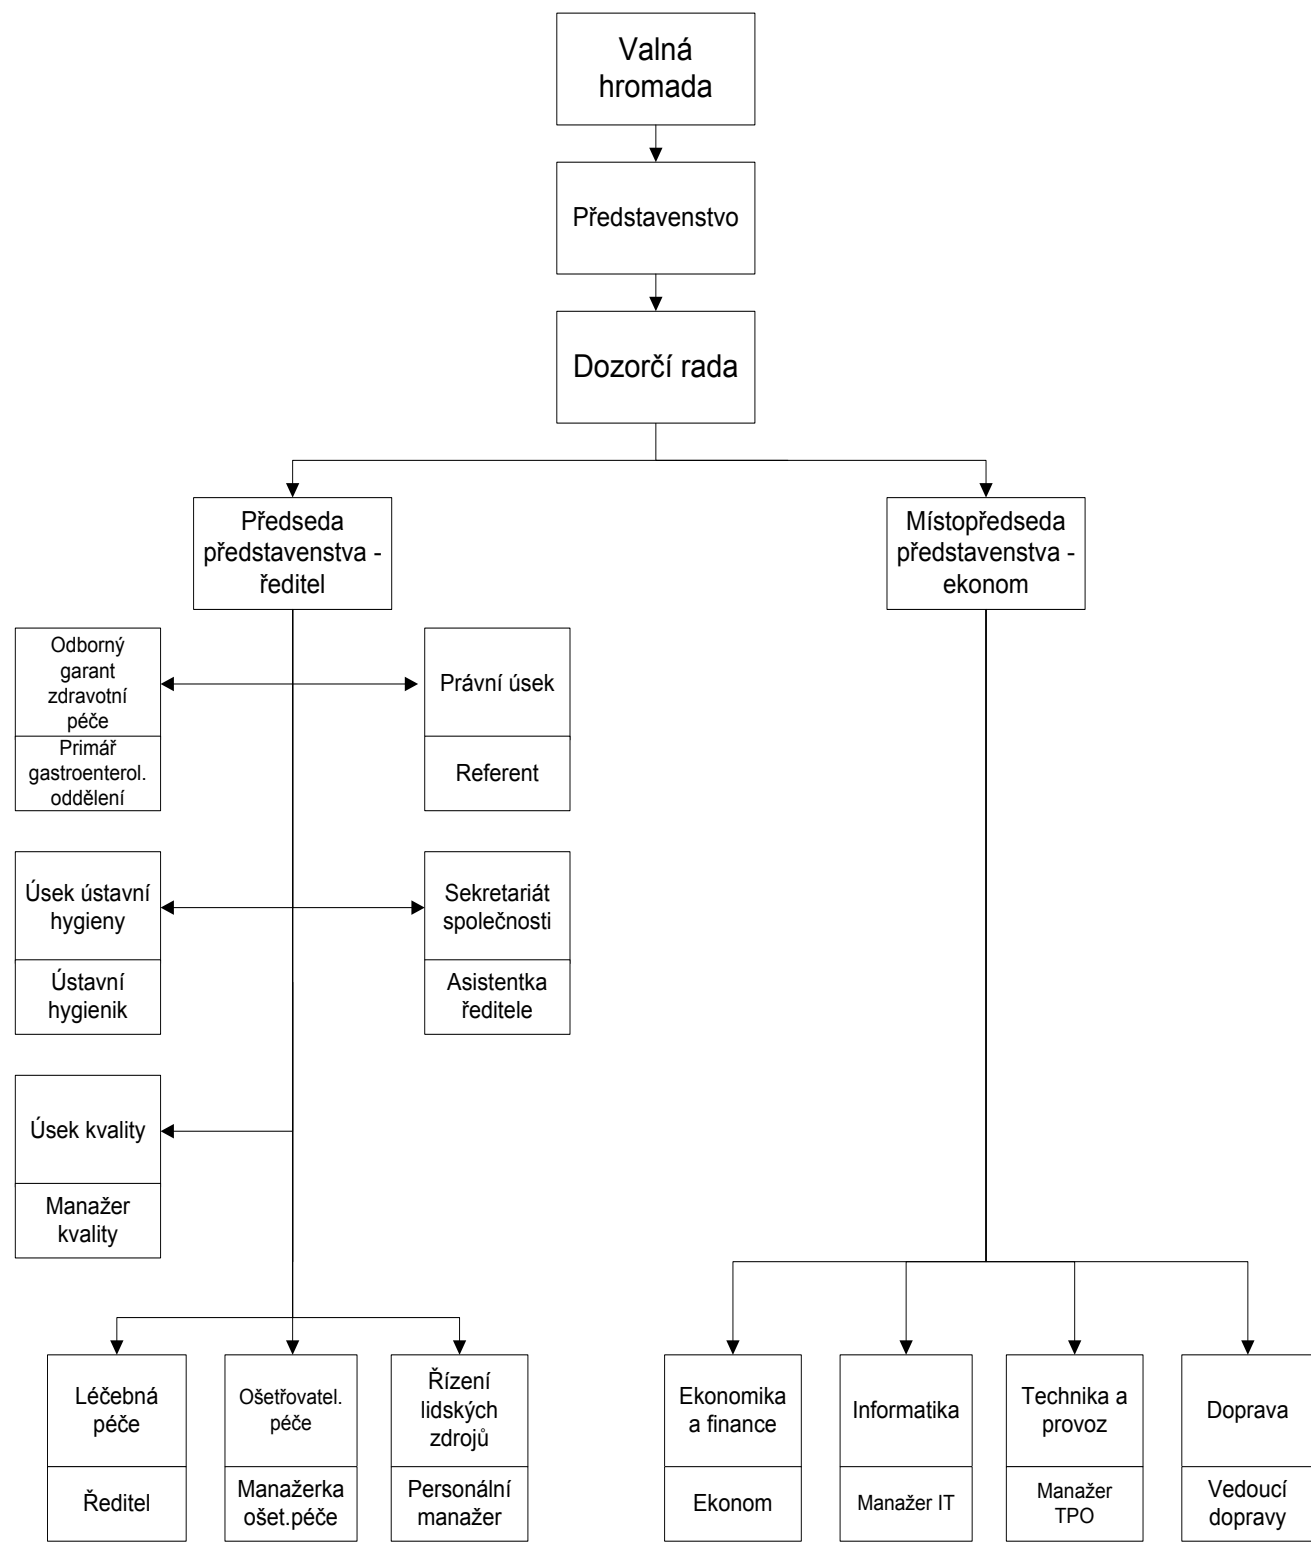 Valná
hromada
Představenstvo
Dozorčí rada
Předseda
představenstva -
ředitel
Místopředseda
představenstva -
ekonom
Odborný
garant
zdravotní
péče
Primář
gastroenterol.
oddělení
Právní úsek
Referent
Úsek ústavní
hygieny
Ústavní
hygienik
Sekretariát
společnosti
Asistentka
ředitele
Úsek kvality
Manažer
kvality
Léčebná
péče
Ředitel
Ošetřovatel.
péče
Manažerka
ošet.péče
Řízení
lidských
zdrojů
Personální
manažer
Ekonomika
a finance
Ekonom
Informatika
Manažer IT
Technika a
provoz
Manažer
TPO
Doprava
Vedoucí
dopravy